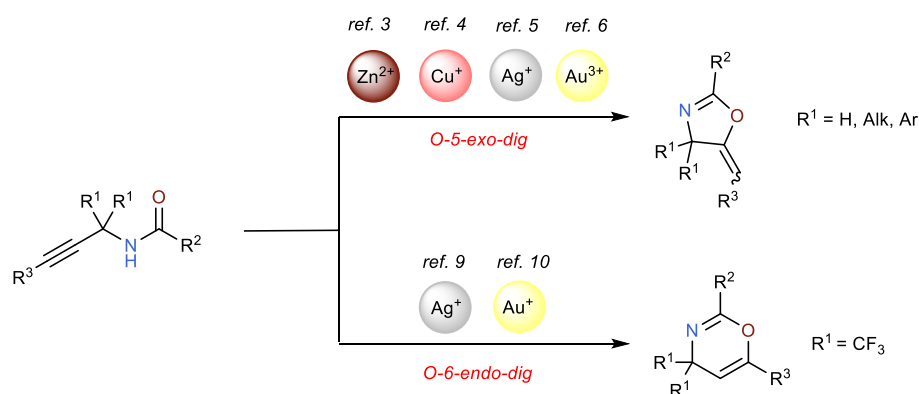 ref. 3 ref. 4 ref. 5 ref. 6
Zn²⁺ Cu⁺ Ag⁺ Au³⁺
O-5-exo-dig
R²
N O
R¹
R¹
R³
R¹ = H, Alk, Ar
R¹ R¹ O
R³ N H R²
ref. 9 ref. 10
Ag⁺ Au⁺
O-6-endo-dig
R²
N O
R¹
R¹ R³
R¹ = CF₃